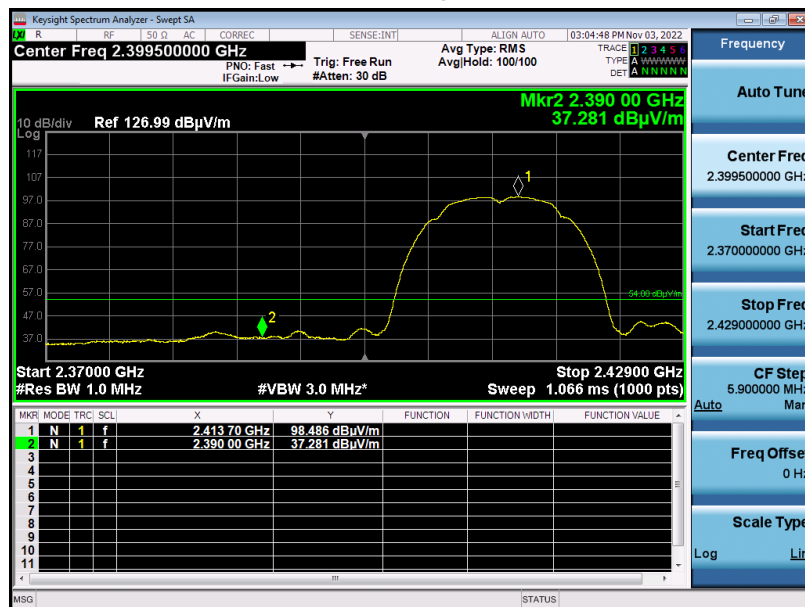 Keysight Spectrum Analyzer - Swept SA
LXI R RF 50 Ω AC CORREC SENSE:INT ALIGN AUTO 03:04:48 PM Nov 03, 2022
Center Freq 2.399500000 GHz
PNO: Fast
IFGain:Low
Trig: Free Run
#Atten: 30 dB
Avg Type: RMS
Avg|Hold: 100/100
TRACE 1 2 3 4 5 6
TYPE A W W W W W
DET A N N N N N
Mkr2 2.390 00 GHz
37.281 dBµV/m
10 dB/div Ref 126.99 dBµV/m
Log
117
107
97.0
87.0
77.0
67.0
57.0
47.0
37.0
1
2
54.00 dBµV/m
Start 2.37000 GHz Stop 2.42900 GHz
#Res BW 1.0 MHz #VBW 3.0 MHz* Sweep 1.066 ms (1000 pts)
MKR MODE TRC SCL X Y FUNCTION FUNCTION WIDTH FUNCTION VALUE
1 N 1 f 2.413 70 GHz 98.486 dBµV/m
2 N 1 f 2.390 00 GHz 37.281 dBµV/m
3
4
5
6
7
8
9
10
11
MSG STATUS
Frequency
Auto Tune
Center Freq
2.399500000 GHz
Start Freq
2.370000000 GHz
Stop Freq
2.429000000 GHz
CF Step
5.900000 MHz
Auto Man
Freq Offset
0 Hz
Scale Type
Log Lin